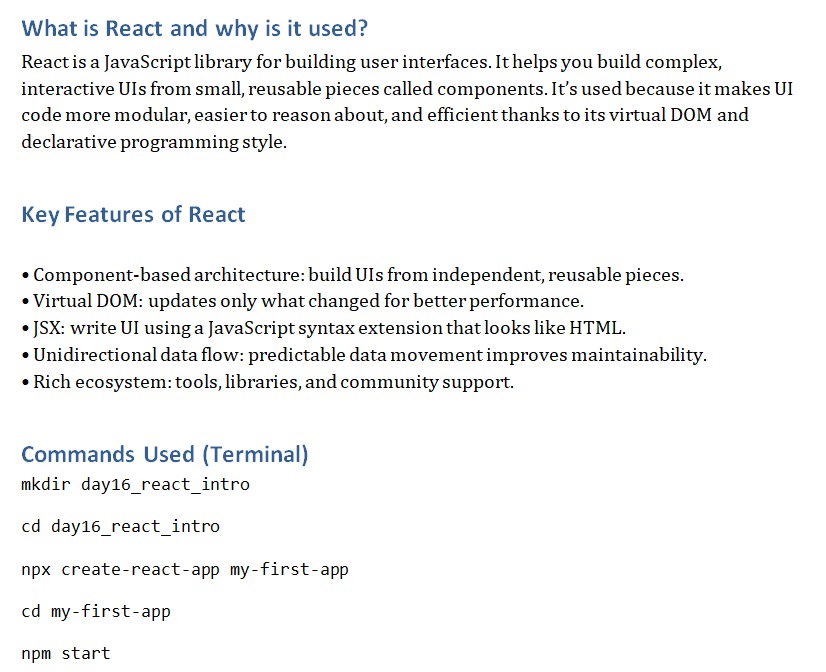 What is React and why is it used?
React is a JavaScript library for building user interfaces. It helps you build complex,
interactive UIs from small, reusable pieces called components. It’s used because it makes UI
code more modular, easier to reason about, and efficient thanks to its virtual DOM and
declarative programming style.
Key Features of React
• Component-based architecture: build UIs from independent, reusable pieces.
• Virtual DOM: updates only what changed for better performance.
• JSX: write UI using a JavaScript syntax extension that looks like HTML.
• Unidirectional data flow: predictable data movement improves maintainability.
• Rich ecosystem: tools, libraries, and community support.
Commands Used (Terminal)
mkdir day16_react_intro
cd day16_react_intro
npx create-react-app my-first-app
cd my-first-app
npm start